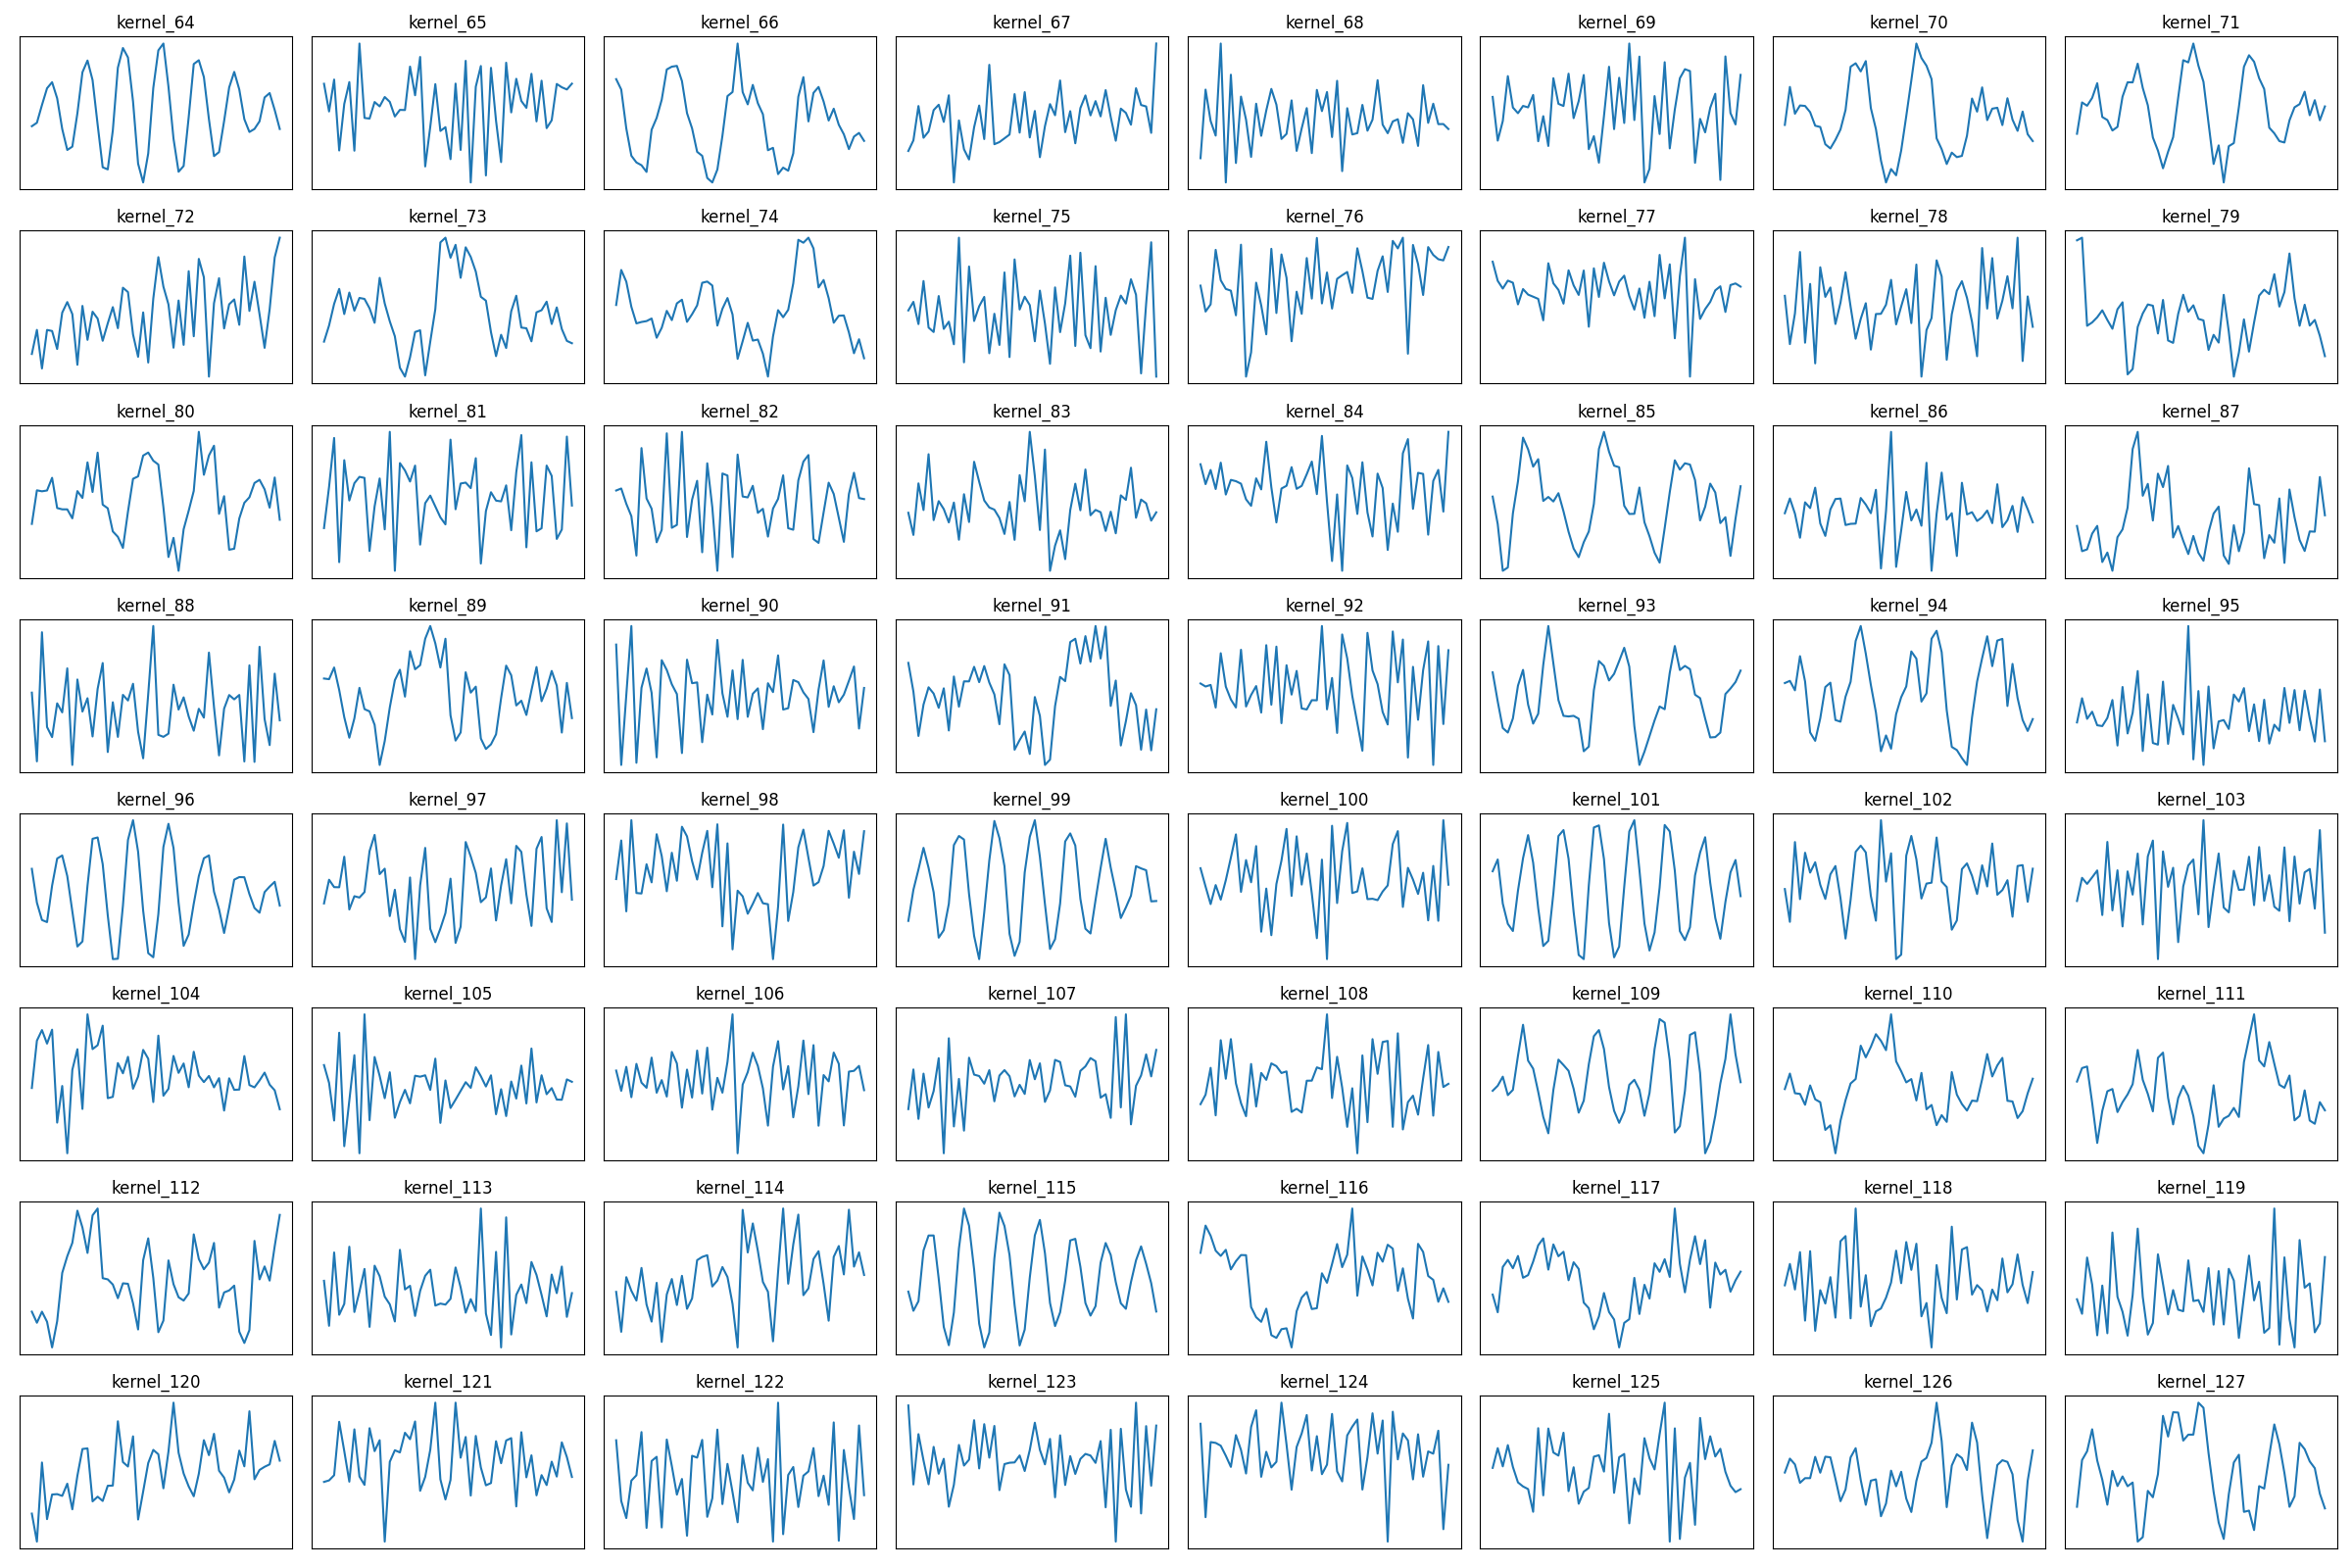 kernel_64 kernel_65 kernel_66 kernel_67 kernel_68 kernel_69 kernel_70 kernel_71
kernel_72 kernel_73 kernel_74 kernel_75 kernel_76 kernel_77 kernel_78 kernel_79
kernel_80 kernel_81 kernel_82 kernel_83 kernel_84 kernel_85 kernel_86 kernel_87
kernel_88 kernel_89 kernel_90 kernel_91 kernel_92 kernel_93 kernel_94 kernel_95
kernel_96 kernel_97 kernel_98 kernel_99 kernel_100 kernel_101 kernel_102 kernel_103
kernel_104 kernel_105 kernel_106 kernel_107 kernel_108 kernel_109 kernel_110 kernel_111
kernel_112 kernel_113 kernel_114 kernel_115 kernel_116 kernel_117 kernel_118 kernel_119
kernel_120 kernel_121 kernel_122 kernel_123 kernel_124 kernel_125 kernel_126 kernel_127